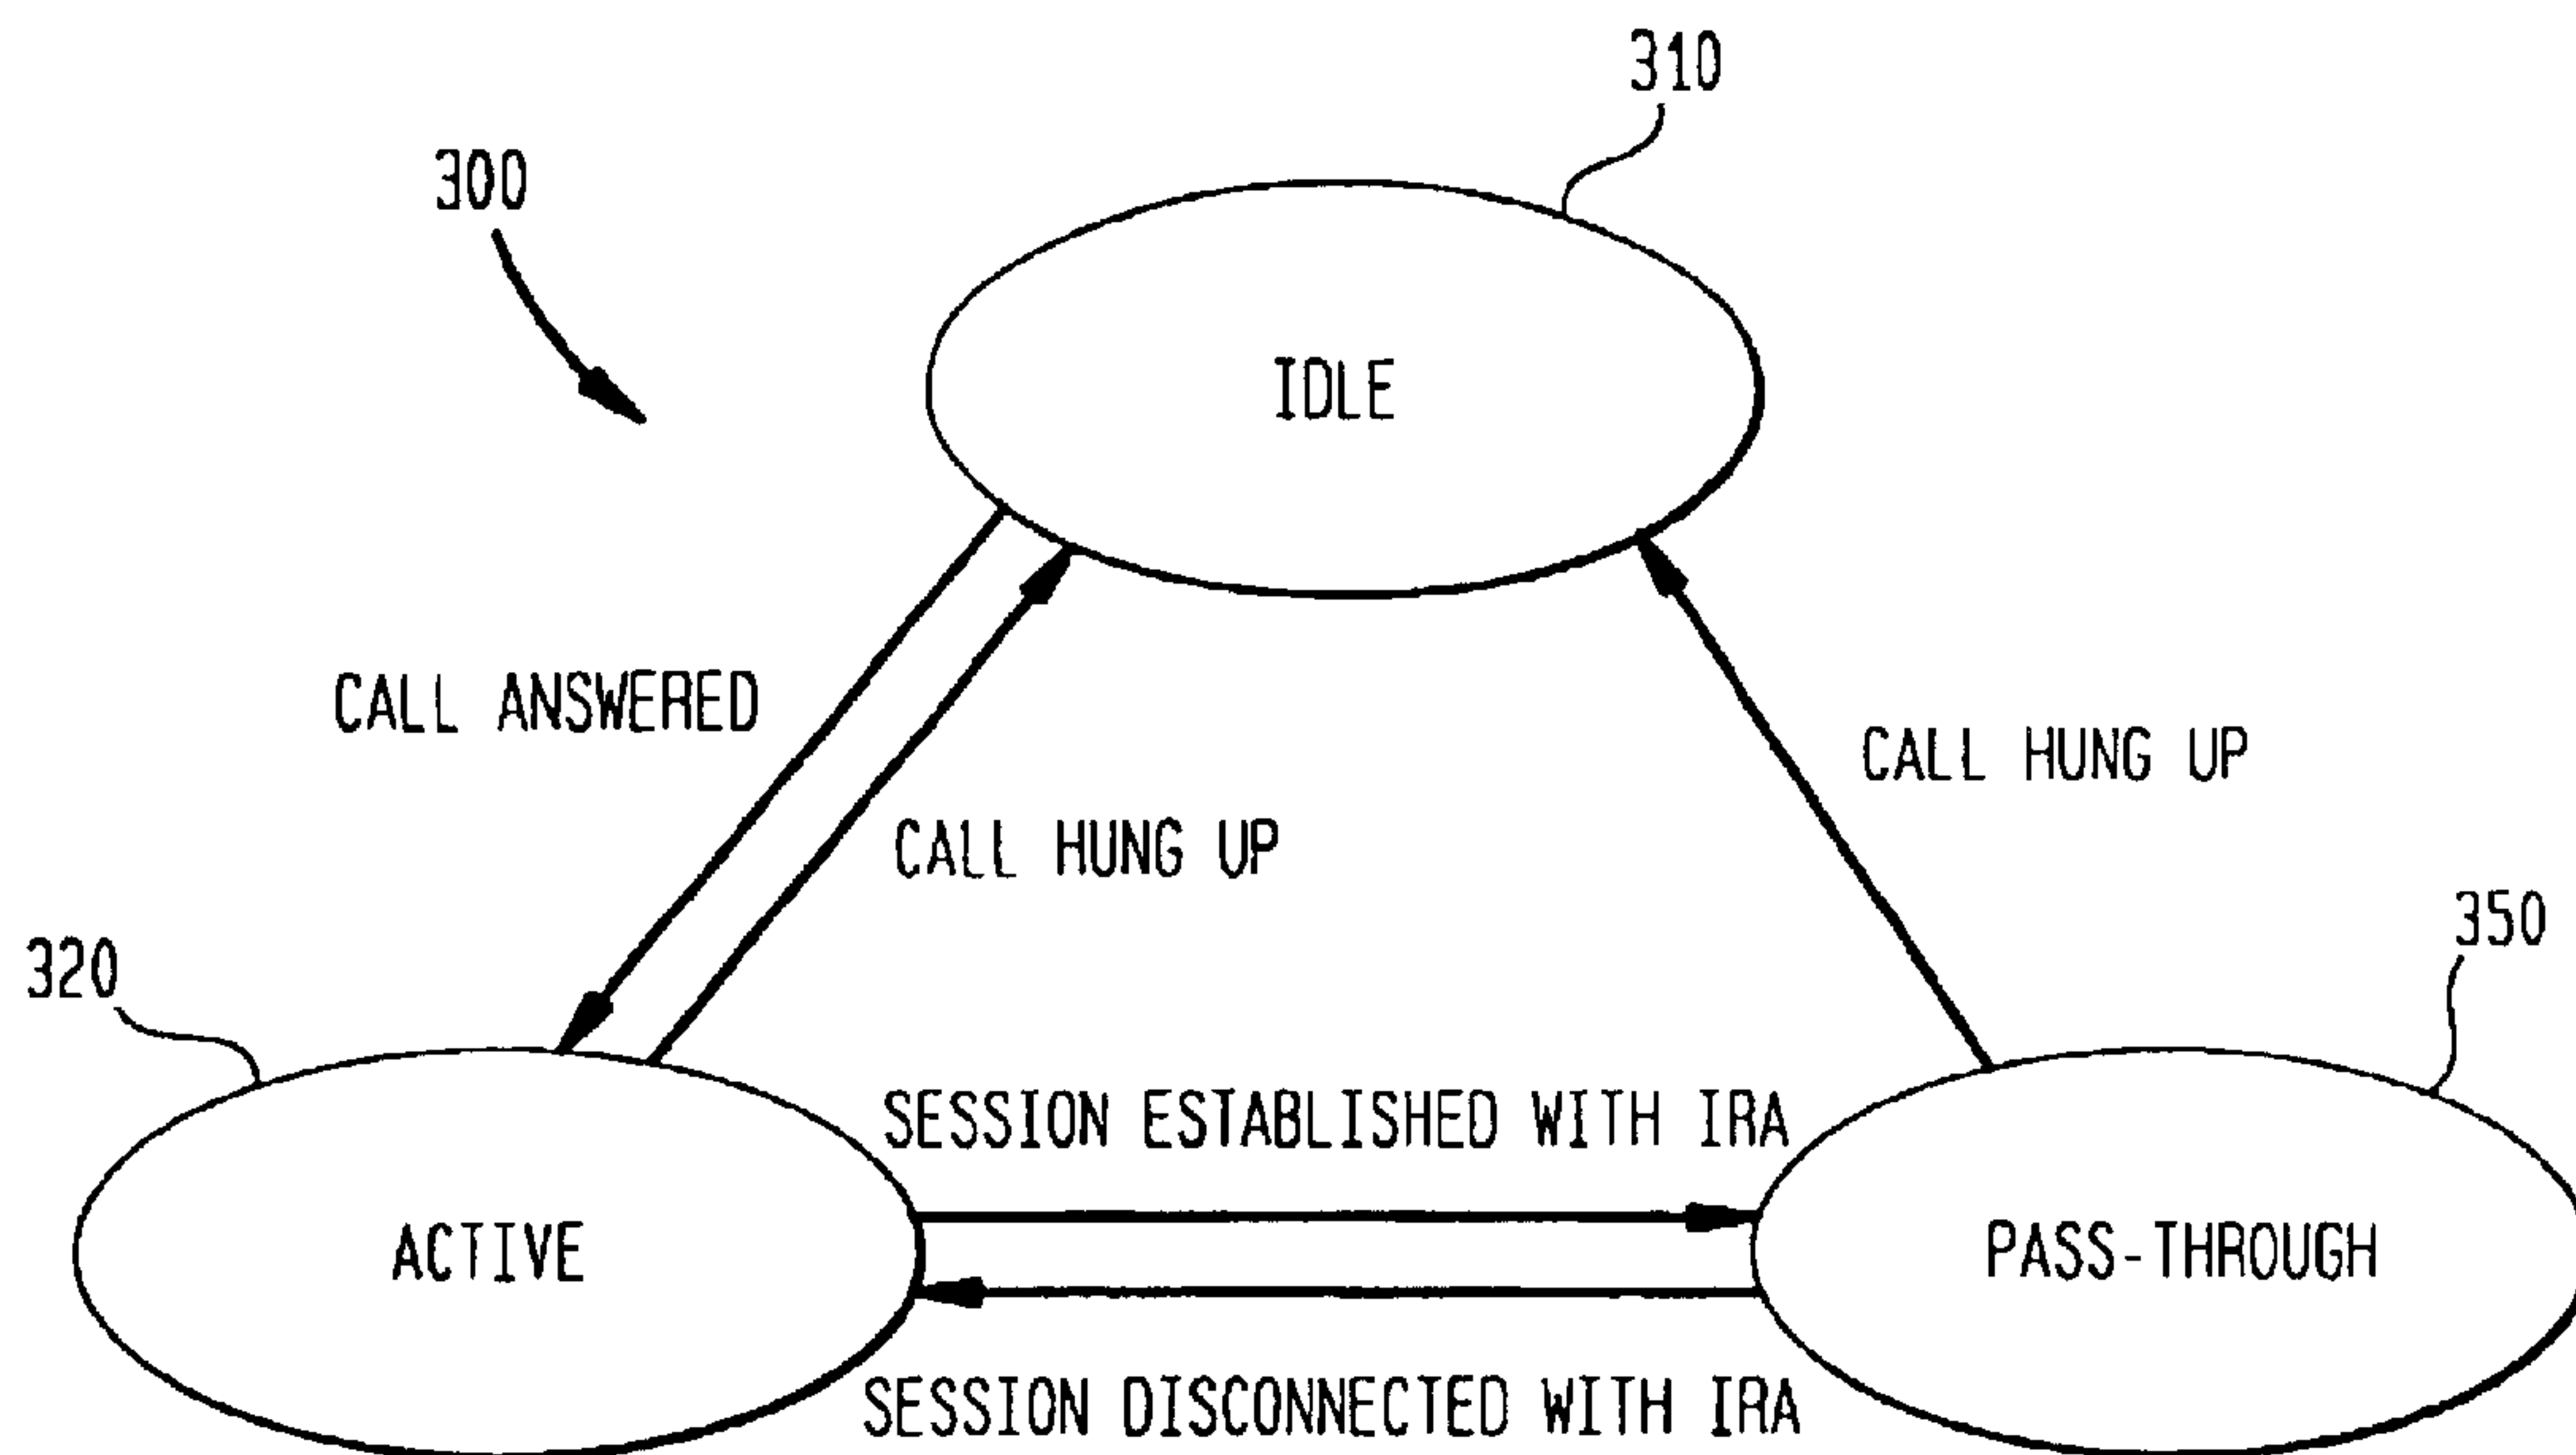 310
300
IDLE
CALL ANSWERED
CALL HUNG UP
CALL HUNG UP
350
320
SESSION ESTABLISHED WITH IRA
ACTIVE
PASS-THROUGH
SESSION DISCONNECTED WITH IRA